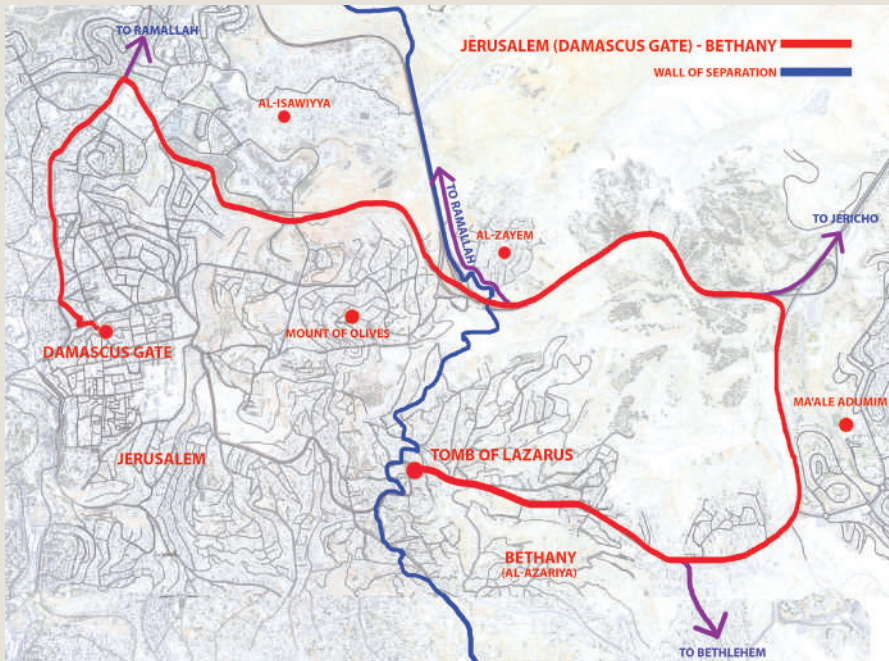 TO RAMALLAH
JERUSALEM (DAMASCUS GATE) - BETHANY
WALL OF SEPARATION
AL-ISAWIYYA
TO RAMALLAH
TO JERICHO
AL-ZAYEM
MOUNT OF OLIVES
DAMASCUS GATE
MA'ALE ADUMIM
JERUSALEM
TOMB OF LAZARUS
BETHANY
(AL-AZARIYA)
TO BETHLEHEM